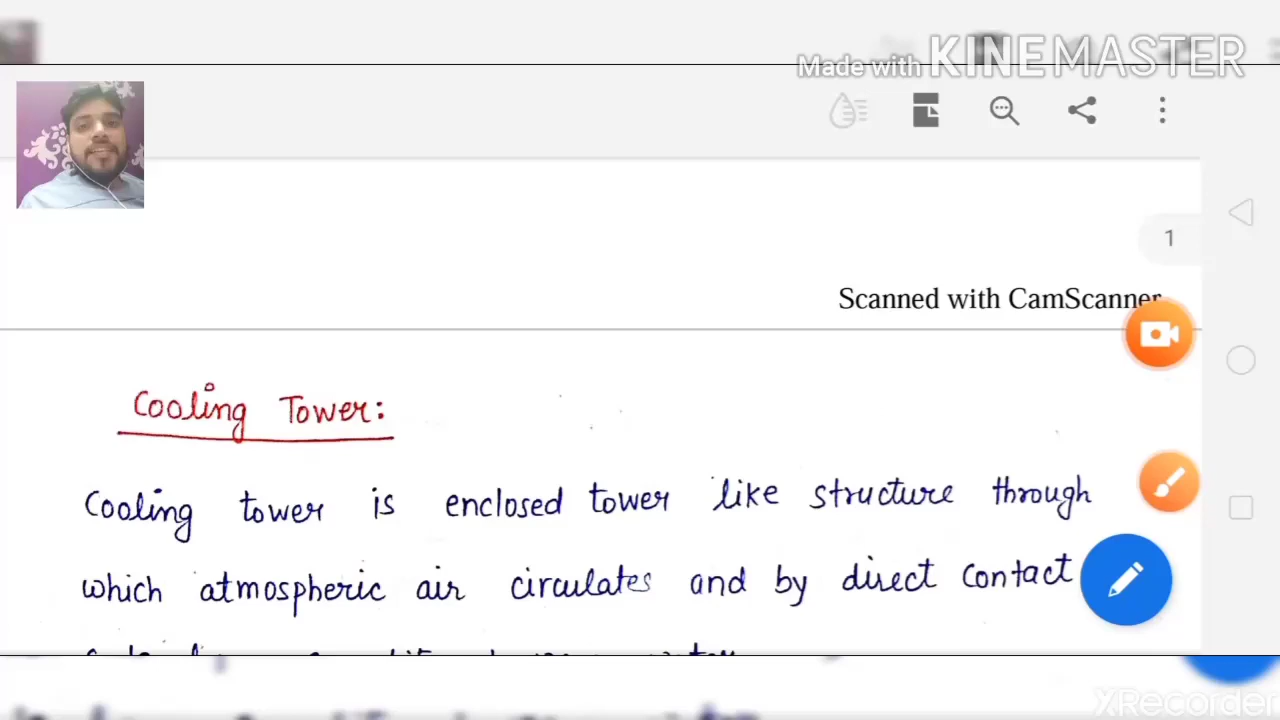 Made with KINEMASTER
1
Scanned with CamScanner
Cooling Tower:
Cooling tower is enclosed tower like structure through
which atmospheric air circulates and by direct contact
XRecorder